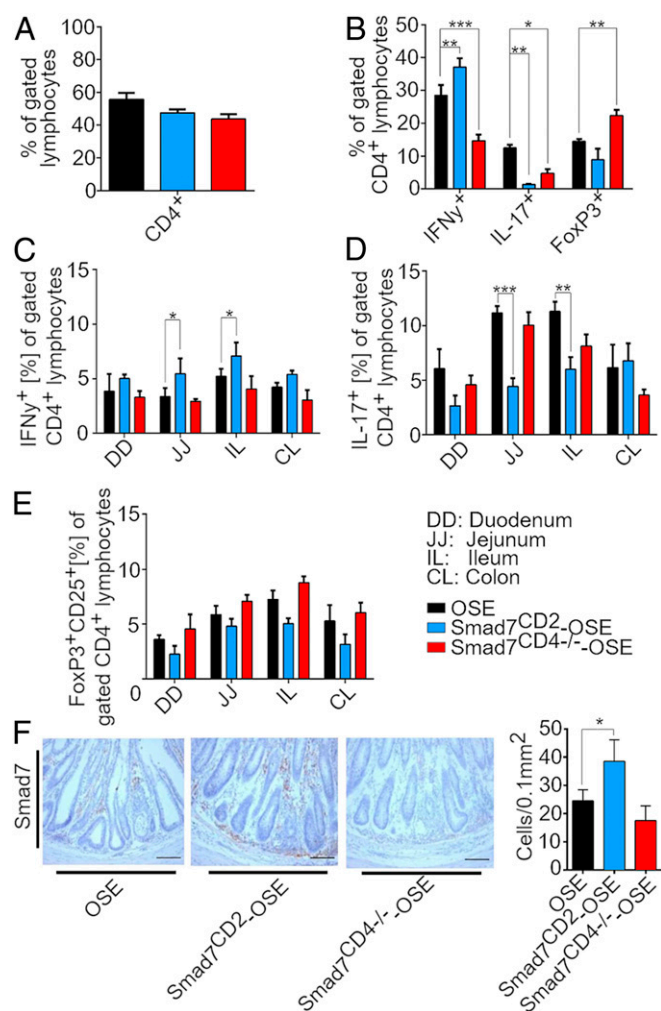 A
% of gated
lymphocytes
100
80
60
40
20
0
CD4+
B
% of gated
CD4+ lymphocytes
50
40
30
20
10
0
***
**
*
**
**
IFNy+
IL-17+
FoxP3+
C
IFNy+ [%] of gated
CD4+ lymphocytes
15
10
5
0
*
*
DD
JJ
IL
CL
D
IL-17+ [%] of gated
CD4+ lymphocytes
15
10
5
0
***
**
DD
JJ
IL
CL
E
FoxP3+CD25+[%] of
gated CD4+ lymphocytes
15
10
5
0
DD
JJ
IL
CL
DD: Duodenum
JJ: Jejunum
IL: Ileum
CL: Colon
OSE
Smad7CD2-OSE
Smad7CD4-/--OSE
F
Smad7
OSE
Smad7CD2-OSE
Smad7CD4-/--OSE
Cells/0.1mm2
50
40
30
20
10
0
*
OSE
Smad7CD2-OSE
Smad7CD4-/--OSE